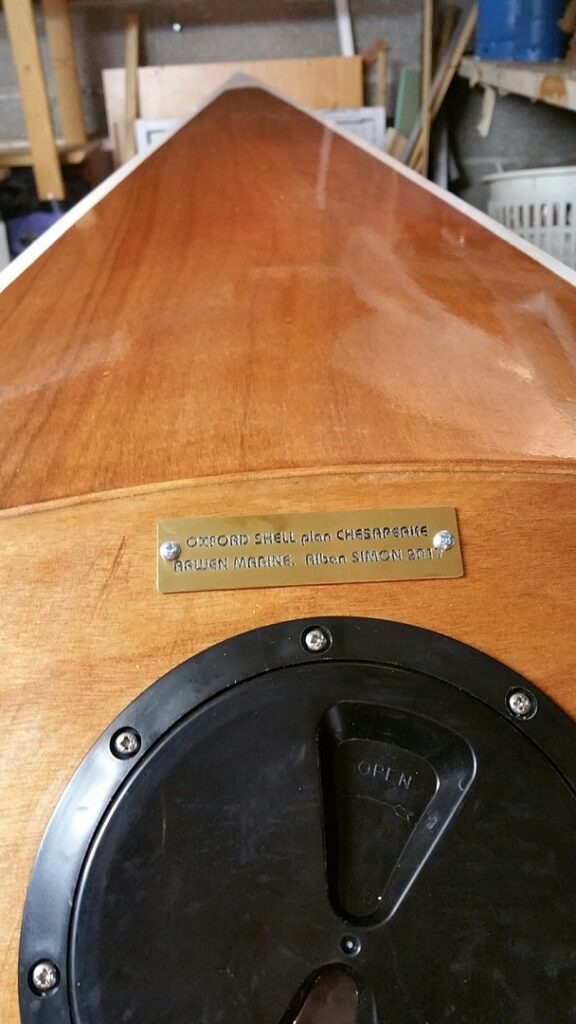 OXFORD SHELL plan CHESAPEAKE
ARWEN MARINE. Alban SIMON 2017
OPEN